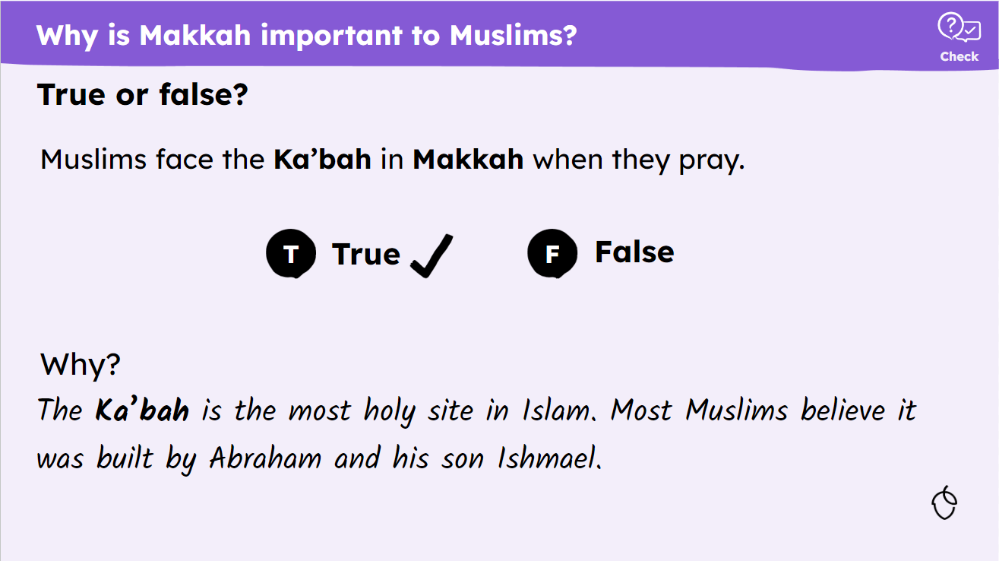 Why is Makkah important to Muslims?
Check
True or false?
Muslims face the Ka’bah in Makkah when they pray.
T True F False
Why?
The Ka’bah is the most holy site in Islam. Most Muslims believe it
was built by Abraham and his son Ishmael.